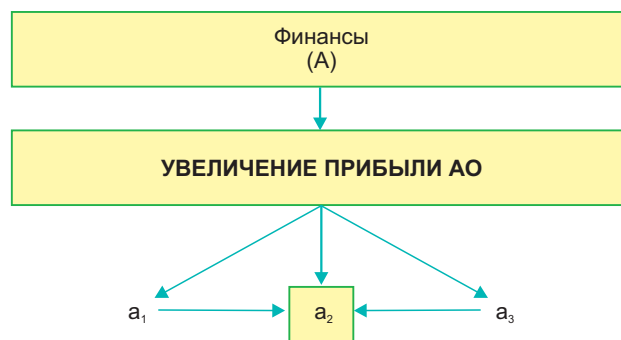 Финансы
(А)
УВЕЛИЧЕНИЕ ПРИБЫЛИ АО
а₁ а₂ а₃